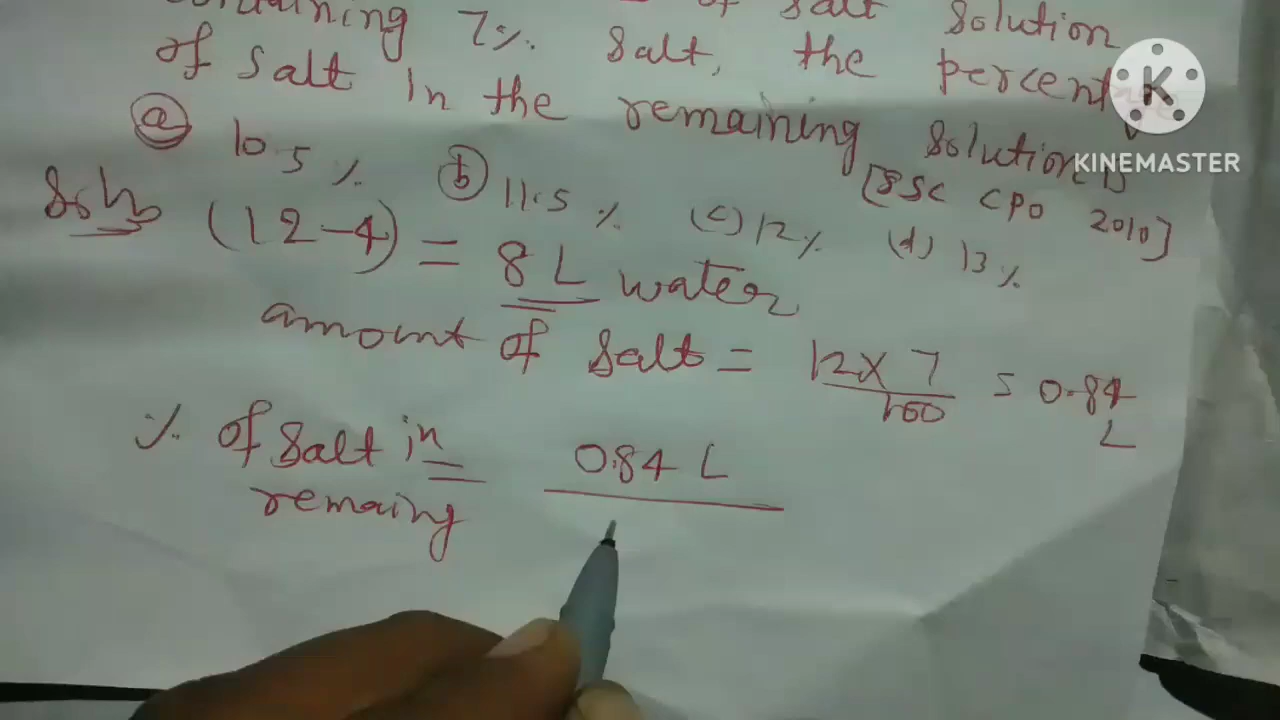 containing 7% salt, the percentage
of salt solution
of salt in the remaining solution is
[SSC CPO 2010]
(a) 10.5 % (b) 11.5 % (c) 12 % (d) 13 %
Soln (12-4) = 8 L water
amount of salt = 12 x 7 / 100 = 0.84 L
% of salt in = 0.84 L
remaing
K
KINEMASTER